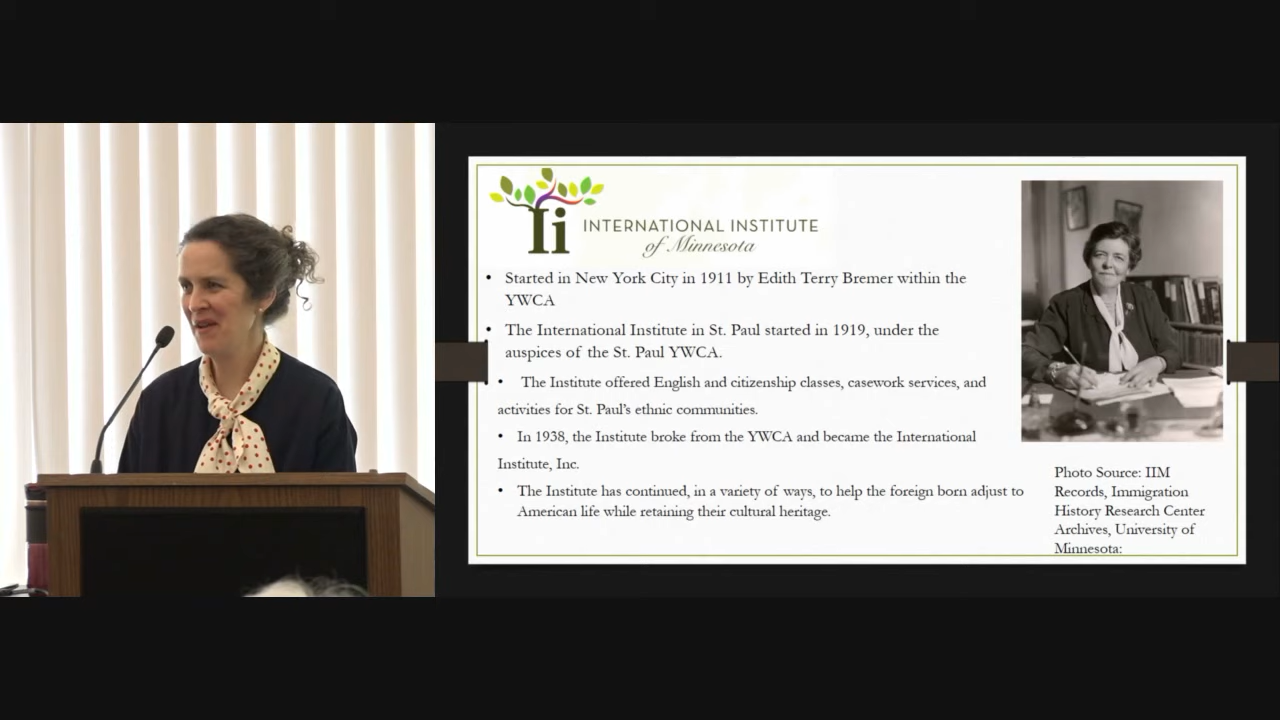 Ii INTERNATIONAL INSTITUTE
of Minnesota
• Started in New York City in 1911 by Edith Terry Bremer within the
YWCA
• The International Institute in St. Paul started in 1919, under the
auspices of the St. Paul YWCA.
• The Institute offered English and citizenship classes, casework services, and
activities for St. Paul's ethnic communities.
• In 1938, the Institute broke from the YWCA and became the International
Institute, Inc.
• The Institute has continued, in a variety of ways, to help the foreign born adjust to
American life while retaining their cultural heritage.
Photo Source: IIM
Records, Immigration
History Research Center
Archives, University of
Minnesota: